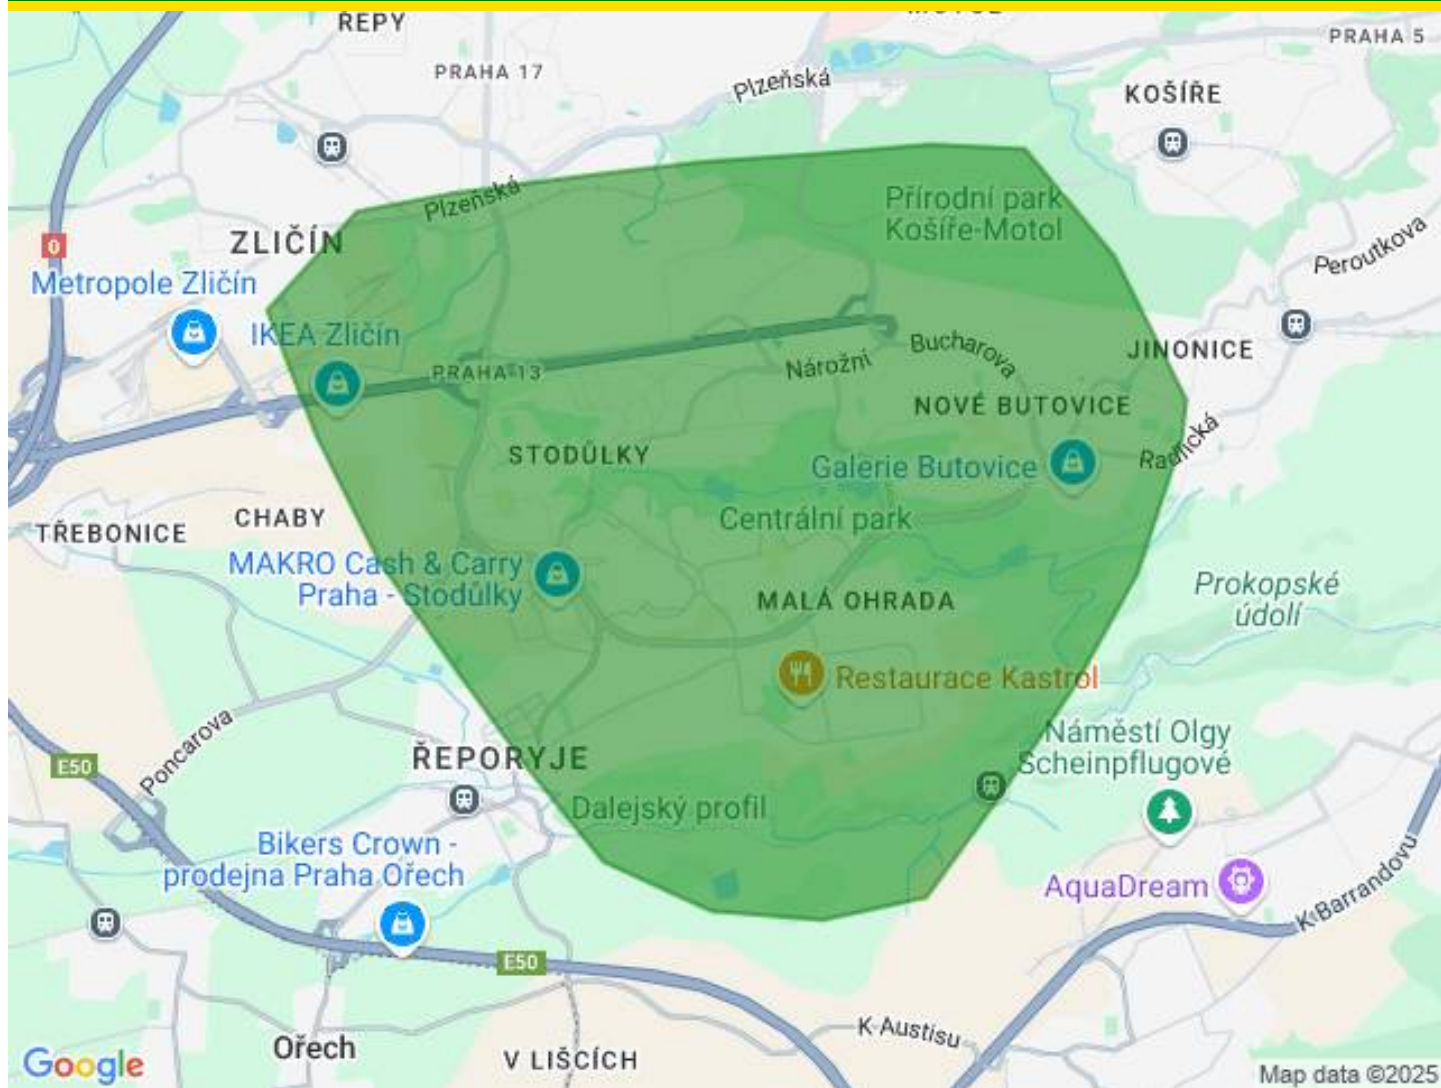 ŘEPY
PRAHA 5
PRAHA 17
Plzeňská
KOŠÍŘE
Plzeňská
Přírodní park
Košíře-Motol
ZLIČÍN
Peroutkova
Metropole Zličín
IKEA Zličín
Bucharova
JINONICE
PRAHA 13
Nárožní
NOVÉ BUTOVICE
Radlická
STODŮLKY
Galerie Butovice
CHABY
Centrální park
TŘEBONICE
MAKRO Cash & Carry
Praha - Stodůlky
Prokopské
údolí
MALÁ OHRADA
Restaurace Kastrol
Poncarova
Náměstí Olgy
Scheinpflugové
ŘEPORYJE
E50
Dalejský profil
Bikers Crown -
prodejna Praha Ořech
AquaDream
K Barrandovu
E50
K Austisu
Ořech
V LIŠCÍCH
Google
Map data ©2025
0